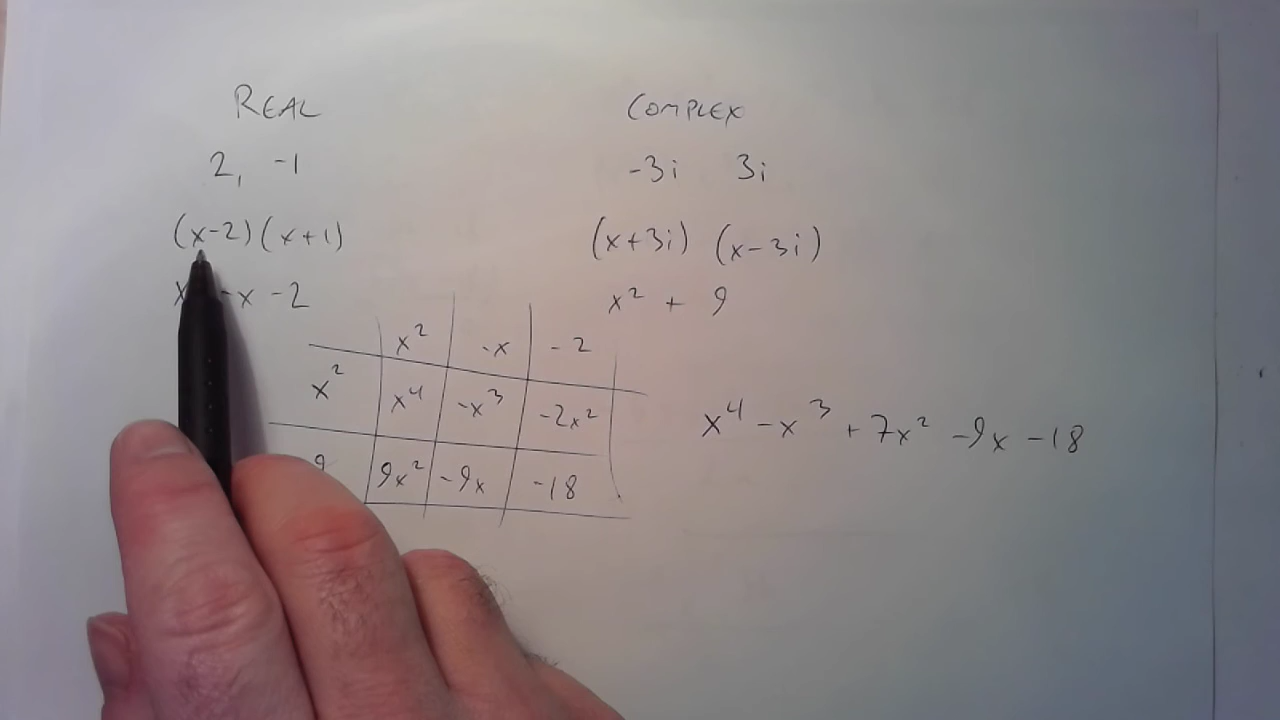 REAL
2, -1
(x-2)(x+1)
x -x -2
COMPLEX
-3i 3i
(x+3i) (x-3i)
x² + 9
x² -x -2
x² x⁴ -x³ -2x²
9 9x² -9x -18
x⁴ -x³ +7x² -9x -18